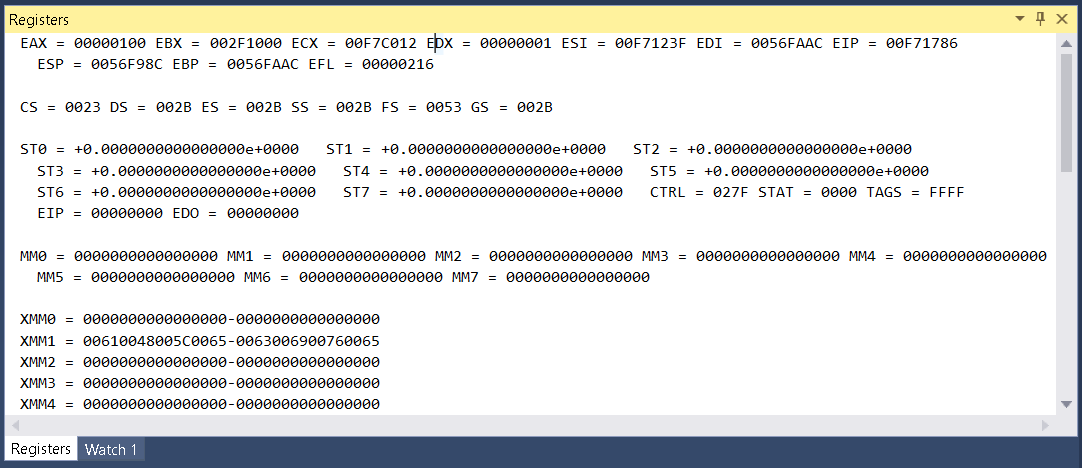 Registers
EAX = 00000100 EBX = 002F1000 ECX = 00F7C012 EDX = 00000001 ESI = 00F7123F EDI = 0056FAAC EIP = 00F71786
ESP = 0056F98C EBP = 0056FAAC EFL = 00000216
CS = 0023 DS = 002B ES = 002B SS = 002B FS = 0053 GS = 002B
ST0 = +0.0000000000000000e+0000 ST1 = +0.0000000000000000e+0000 ST2 = +0.0000000000000000e+0000
ST3 = +0.0000000000000000e+0000 ST4 = +0.0000000000000000e+0000 ST5 = +0.0000000000000000e+0000
ST6 = +0.0000000000000000e+0000 ST7 = +0.0000000000000000e+0000 CTRL = 027F STAT = 0000 TAGS = FFFF
EIP = 00000000 EDO = 00000000
MM0 = 0000000000000000 MM1 = 0000000000000000 MM2 = 0000000000000000 MM3 = 0000000000000000 MM4 = 0000000000000000
MM5 = 0000000000000000 MM6 = 0000000000000000 MM7 = 0000000000000000
XMM0 = 0000000000000000-0000000000000000
XMM1 = 00610048005C0065-0063006900760065
XMM2 = 0000000000000000-0000000000000000
XMM3 = 0000000000000000-0000000000000000
XMM4 = 0000000000000000-0000000000000000
Registers Watch 1